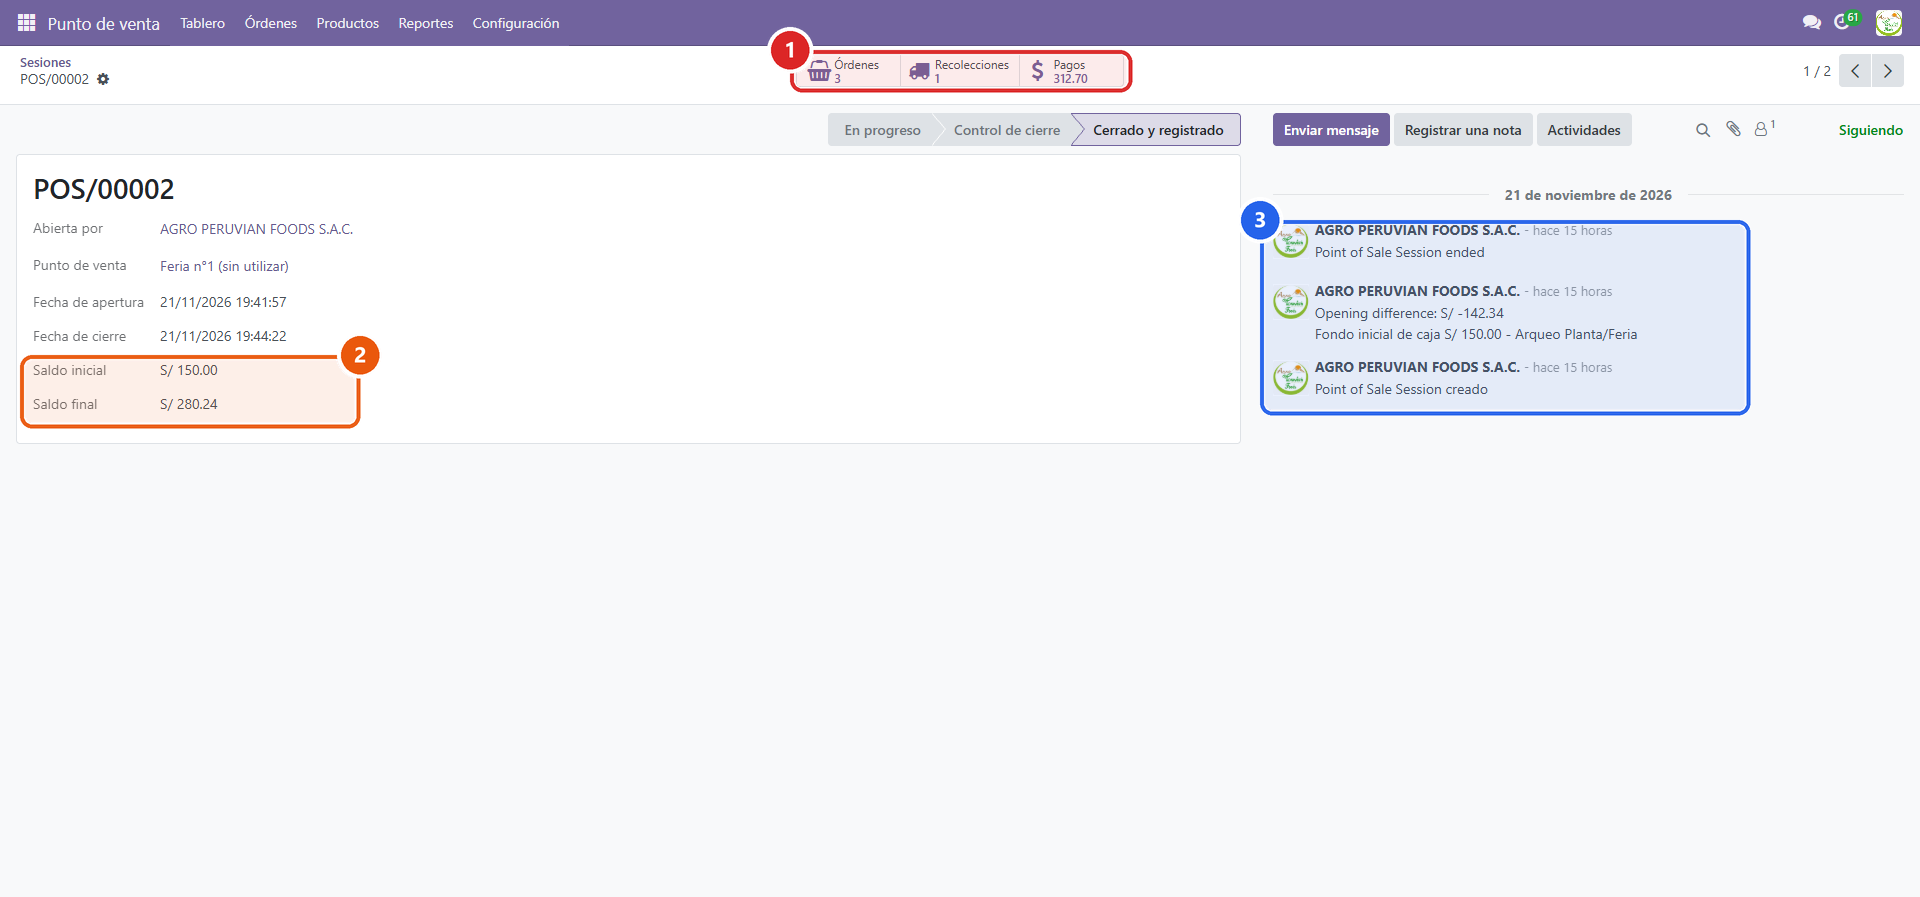 Punto de venta Tablero Órdenes Productos Reportes Configuración 61
Sesiones
POS/00002
1
Órdenes
3
Recolecciones
1
Pagos
312.70
1 / 2
En progreso Control de cierre Cerrado y registrado
Enviar mensaje Registrar una nota Actividades 1 Siguiendo
POS/00002
Abierta por AGRO PERUVIAN FOODS S.A.C.
Punto de venta Feria n°1 (sin utilizar)
Fecha de apertura 21/11/2026 19:41:57
Fecha de cierre 21/11/2026 19:44:22
2
Saldo inicial S/ 150.00
Saldo final S/ 280.24
21 de noviembre de 2026
3
AGRO PERUVIAN FOODS S.A.C. - hace 15 horas
Point of Sale Session ended
AGRO PERUVIAN FOODS S.A.C. - hace 15 horas
Opening difference: S/ -142.34
Fondo inicial de caja S/ 150.00 - Arqueo Planta/Feria
AGRO PERUVIAN FOODS S.A.C. - hace 15 horas
Point of Sale Session creado